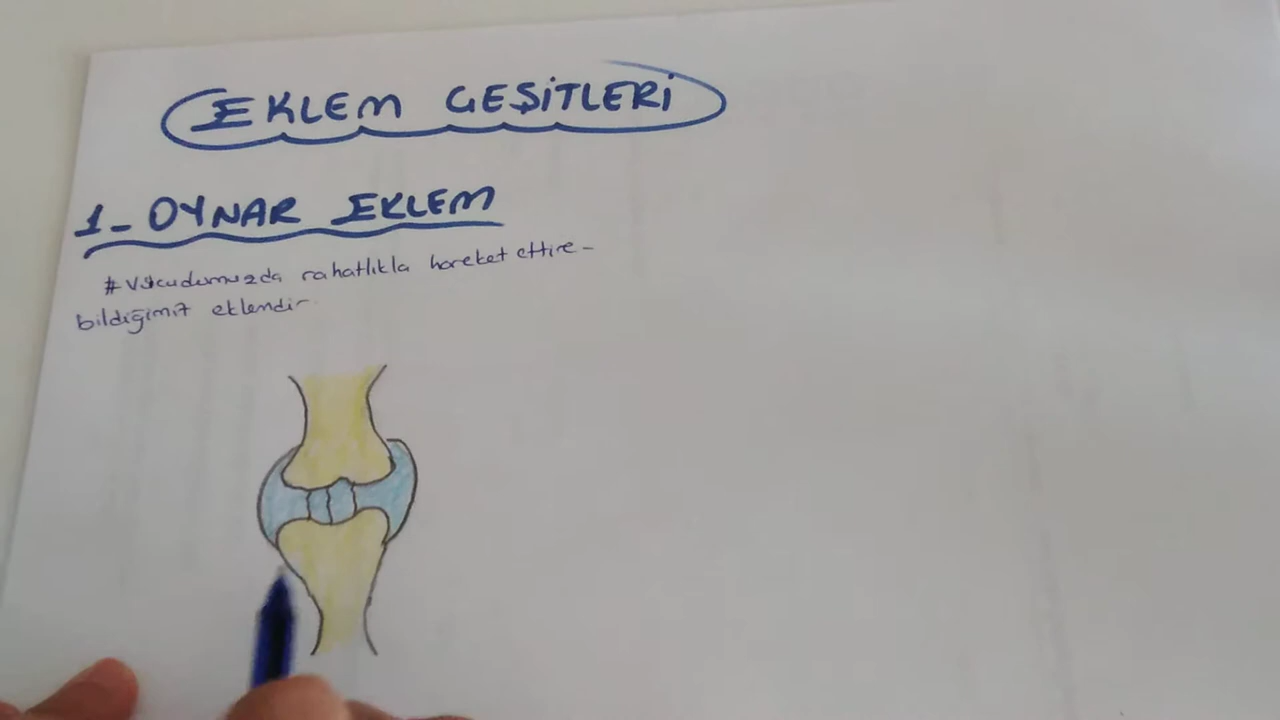 EKLEM ÇEŞİTLERİ
1- OYNAR EKLEM
# Vücudumuzda rahatlıkla hareket ettire-
bildiğimiz eklemdir.